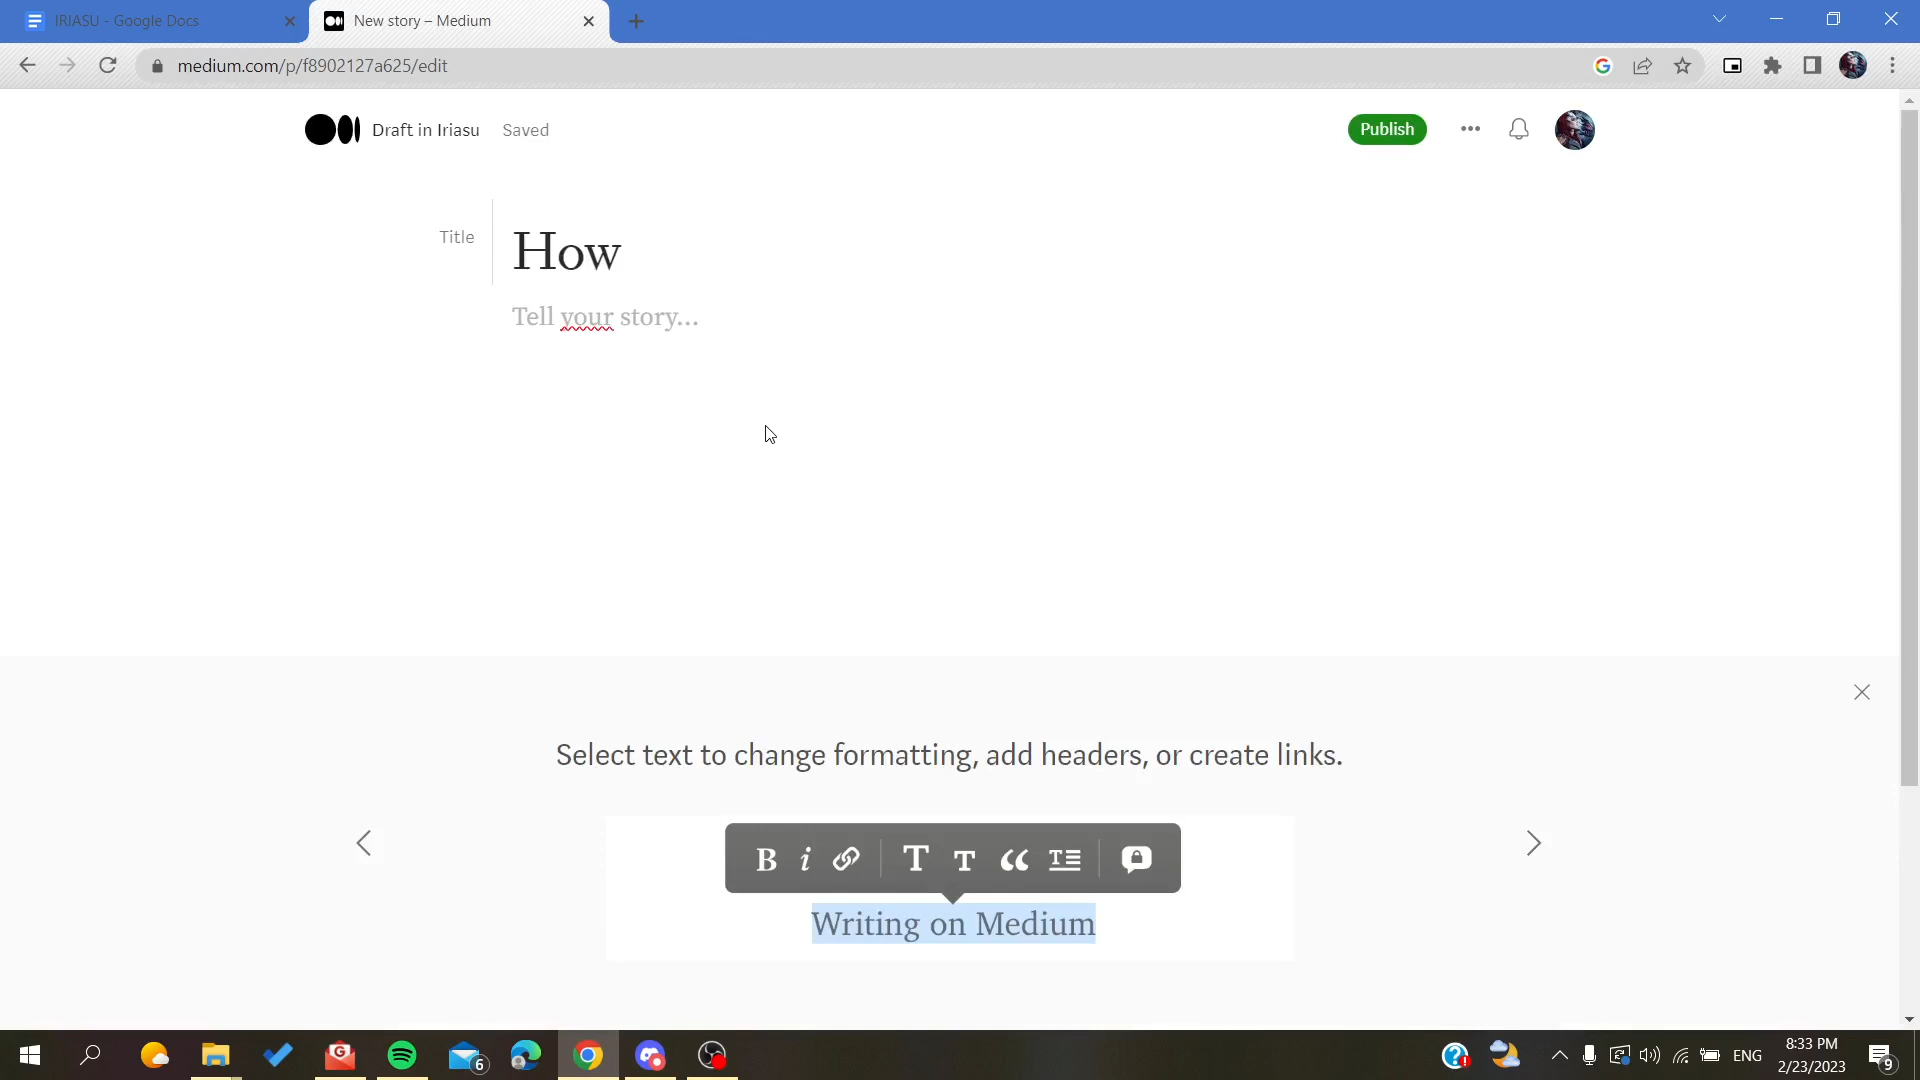 IRIASU - Google Docs
New story – Medium
medium.com/p/f8902127a625/edit
Draft in Iriasu
Saved
Publish
Title
How
Tell your story...
Select text to change formatting, add headers, or create links.
B i T T
Writing on Medium
6
ENG
8:33 PM
2/23/2023
9